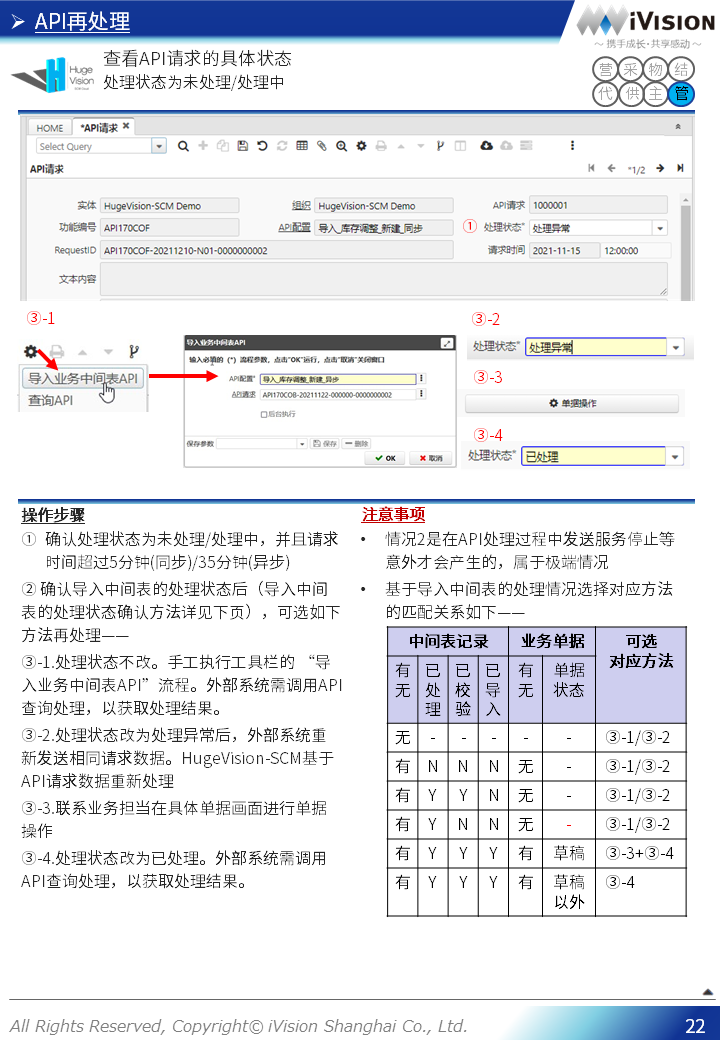 ➢ API再处理
iVision
～ 携手成长・共享感动 ～
Huge
Vision
查看API请求的具体状态
处理状态为未处理/处理中
营 采 物 结
代 供 主 管
HOME *API请求 ×
Select Query
API请求 *1/2
实体 HugeVision-SCM Demo 组织 HugeVision-SCM Demo API请求 1000001
功能编号 API170COF API配置 导入_库存调整_新建_同步 ① 处理状态* 处理异常
RequestID API170COF-20211210-N01-0000000002 请求时间 2021-11-15 12:00:00
文本内容
③-1
导入业务中间表API
查询API
导入业务中间表API
输入必填的 (*) 流程参数，点击"OK"运行，点击"取消"关闭窗口
API配置* 导入_库存调整_新建_异步
API请求 API170COB-20211122-000000-0000000002
后台执行
保存参数 保存 删除
OK 取消
③-2
处理状态* 处理异常
③-3
单据操作
③-4
处理状态* 已处理
操作步骤
① 确认处理状态为未处理/处理中，并且请求
时间超过5分钟(同步)/35分钟(异步)
② 确认导入中间表的处理状态后（导入中间
表的处理状态确认方法详见下页），可选如下
方法再处理——
③-1.处理状态不改。手工执行工具栏的 “导
入业务中间表API”流程。外部系统需调用API
查询处理，以获取处理结果。
③-2.处理状态改为处理异常后，外部系统重
新发送相同请求数据。HugeVision-SCM基于
API请求数据重新处理
③-3.联系业务担当在具体单据画面进行单据
操作
③-4.处理状态改为已处理。外部系统需调用
API查询处理，以获取处理结果。
注意事项
• 情况2是在API处理过程中发送服务停止等
意外才会产生的，属于极端情况
• 基于导入中间表的处理情况选择对应方法
的匹配关系如下——
中间表记录 业务单据 可选
对应方法
有无 已处理 已校验 已导入 有无 单据状态
无 - - - - - ③-1/③-2
有 N N N 无 - ③-1/③-2
有 Y Y N 无 - ③-1/③-2
有 Y N N 无 - ③-1/③-2
有 Y Y Y 有 草稿 ③-3+③-4
有 Y Y Y 有 草稿以外 ③-4
All Rights Reserved, Copyright© iVision Shanghai Co., Ltd.
22